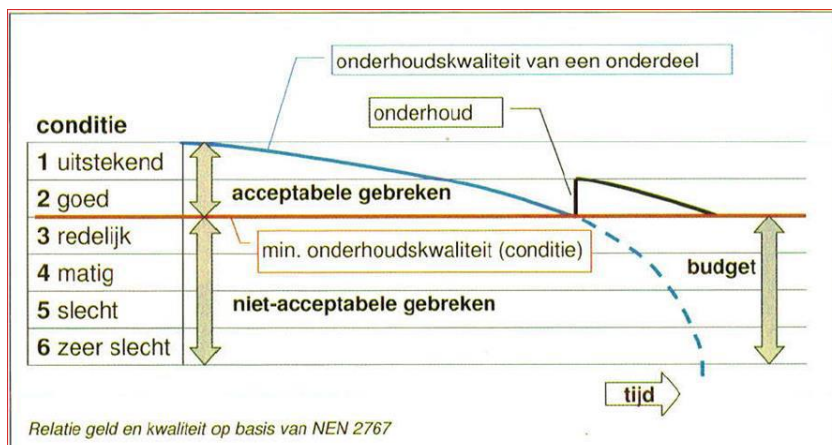 onderhoudskwaliteit van een onderdeel
onderhoud
conditie
1 uitstekend
2 goed
acceptabele gebreken
3 redelijk
min. onderhoudskwaliteit (conditie)
4 matig
budget
5 slecht
niet-acceptabele gebreken
6 zeer slecht
tijd
Relatie geld en kwaliteit op basis van NEN 2767